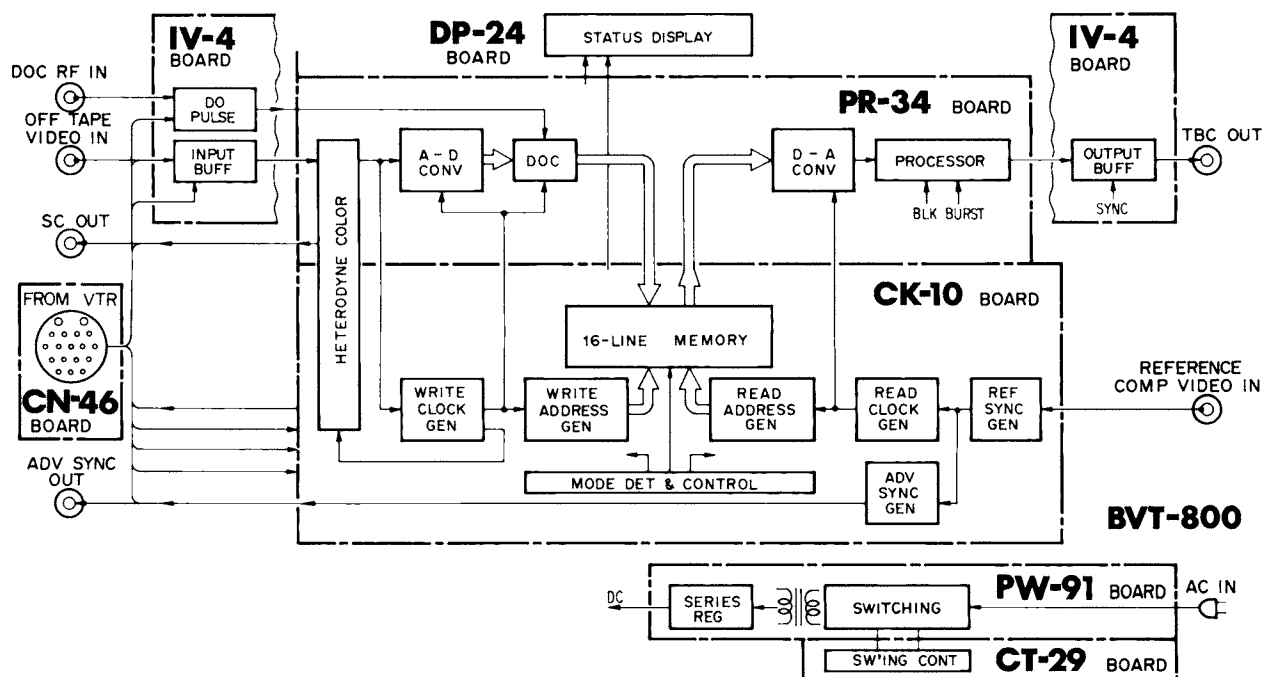 IV-4
BOARD
DP-24
BOARD
STATUS DISPLAY
IV-4
BOARD
DOC RF IN
DO
PULSE
PR-34 BOARD
OFF TAPE
VIDEO IN
INPUT
BUFF
A-D
CONV
DOC
D-A
CONV
PROCESSOR
OUTPUT
BUFF
TBC OUT
BLK BURST
SYNC
SC OUT
HETERODYNE COLOR
CK-10 BOARD
FROM VTR
CN-46
BOARD
16-LINE MEMORY
REFERENCE
COMP VIDEO IN
WRITE
CLOCK
GEN
WRITE
ADDRESS
GEN
READ
ADDRESS
GEN
READ
CLOCK
GEN
REF
SYNC
GEN
ADV SYNC
OUT
MODE DET & CONTROL
ADV
SYNC
GEN
BVT-800
PW-91 BOARD
AC IN
DC
SERIES
REG
SWITCHING
SW'ING CONT
CT-29 BOARD